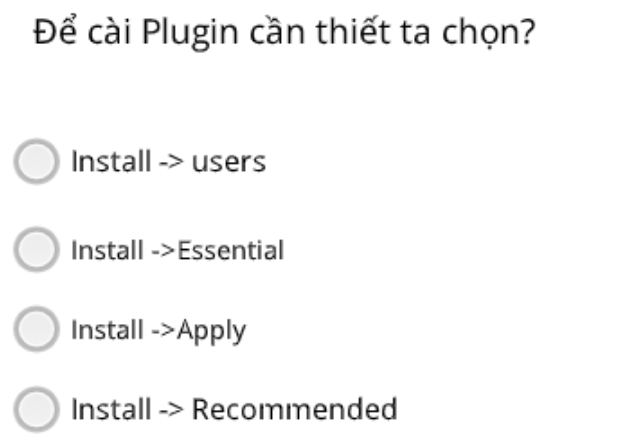 Để cài Plugin cần thiết ta chọn?
Install -> users
Install ->Essential
Install ->Apply
Install -> Recommended